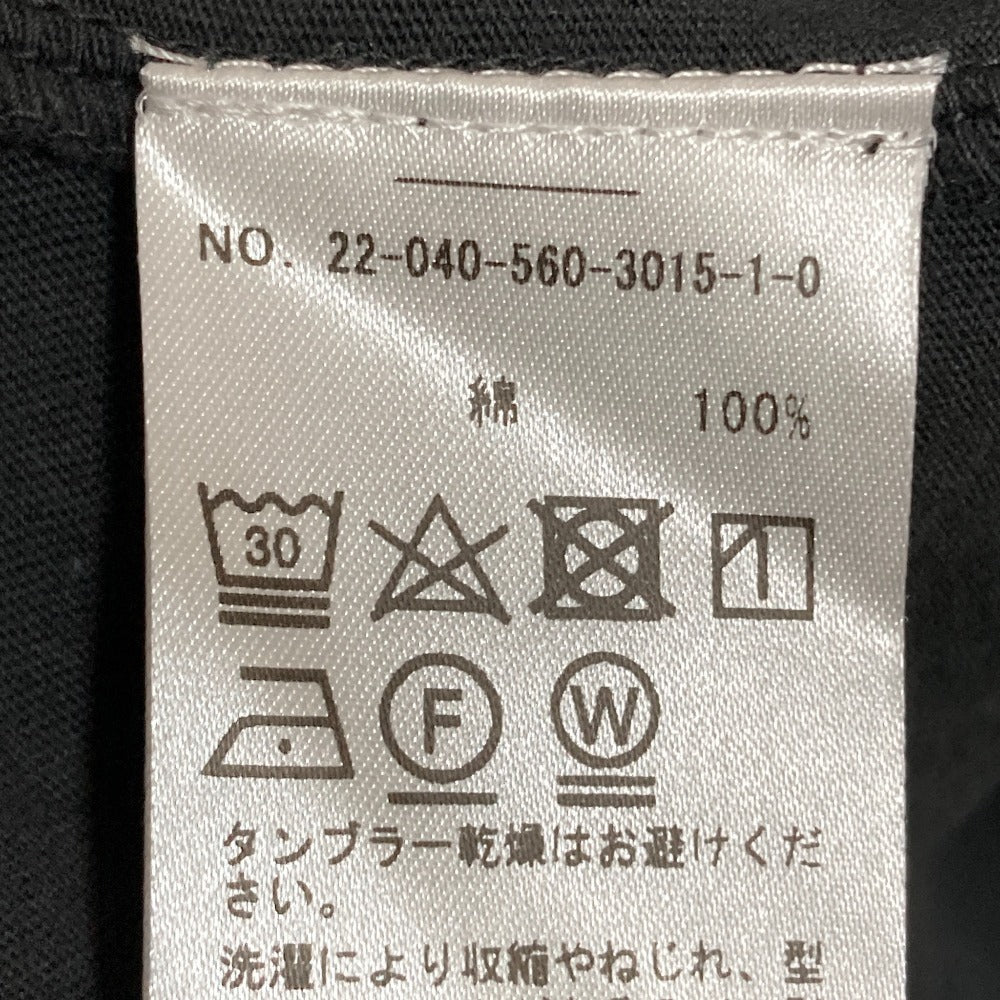 NO. 22-040-560-3015-1-0
綿 100%
30
F W
タンブラー乾燥はお避けくだ
さい。
洗濯により収縮やねじれ、型